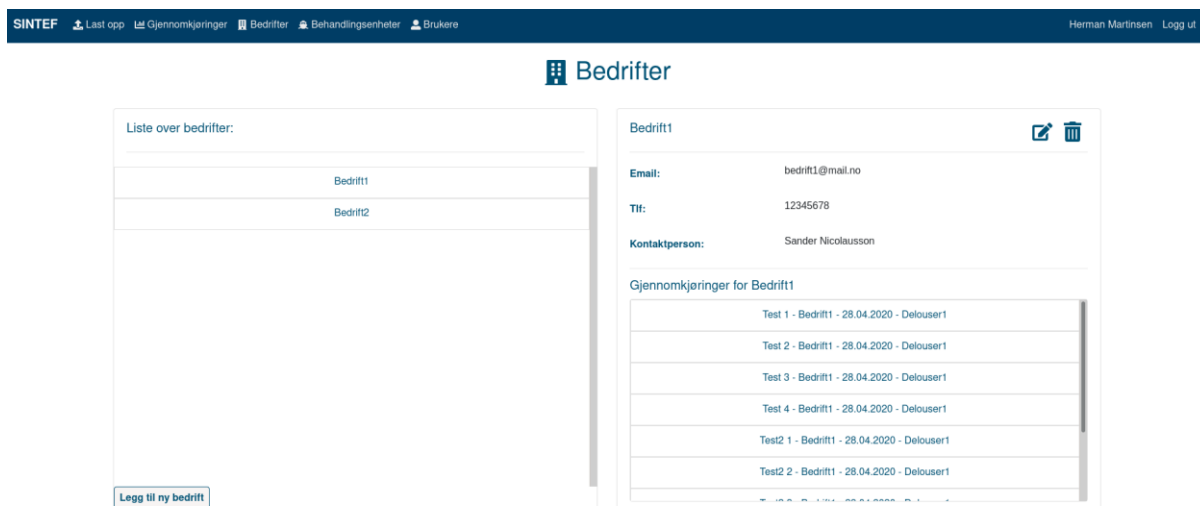 SINTEF Last opp Gjennomkjøringer Bedrifter Behandlingsenheter Brukere Herman Martinsen Logg ut
Bedrifter
Liste over bedrifter:
Bedrift1
Bedrift2
Legg til ny bedrift
Bedrift1
Email: bedrift1@mail.no
Tlf: 12345678
Kontaktperson: Sander Nicolausson
Gjennomkjøringer for Bedrift1
Test 1 - Bedrift1 - 28.04.2020 - Delouser1
Test 2 - Bedrift1 - 28.04.2020 - Delouser1
Test 3 - Bedrift1 - 28.04.2020 - Delouser1
Test 4 - Bedrift1 - 28.04.2020 - Delouser1
Test2 1 - Bedrift1 - 28.04.2020 - Delouser1
Test2 2 - Bedrift1 - 28.04.2020 - Delouser1